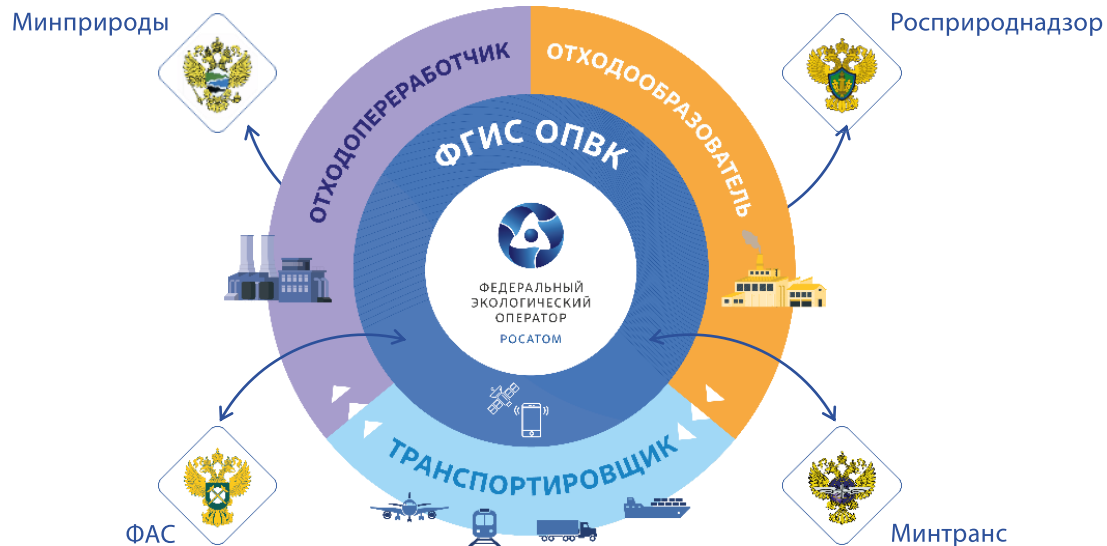 Минприроды
Росприроднадзор
ОТХОДОПЕРЕРАБОТЧИК
ОТХОДООБРАЗОВАТЕЛЬ
ФГИС ОПВК
ФЕДЕРАЛЬНЫЙ
ЭКОЛОГИЧЕСКИЙ
ОПЕРАТОР
РОСАТОМ
ТРАНСПОРТИРОВЩИК
ФАС
Минтранс